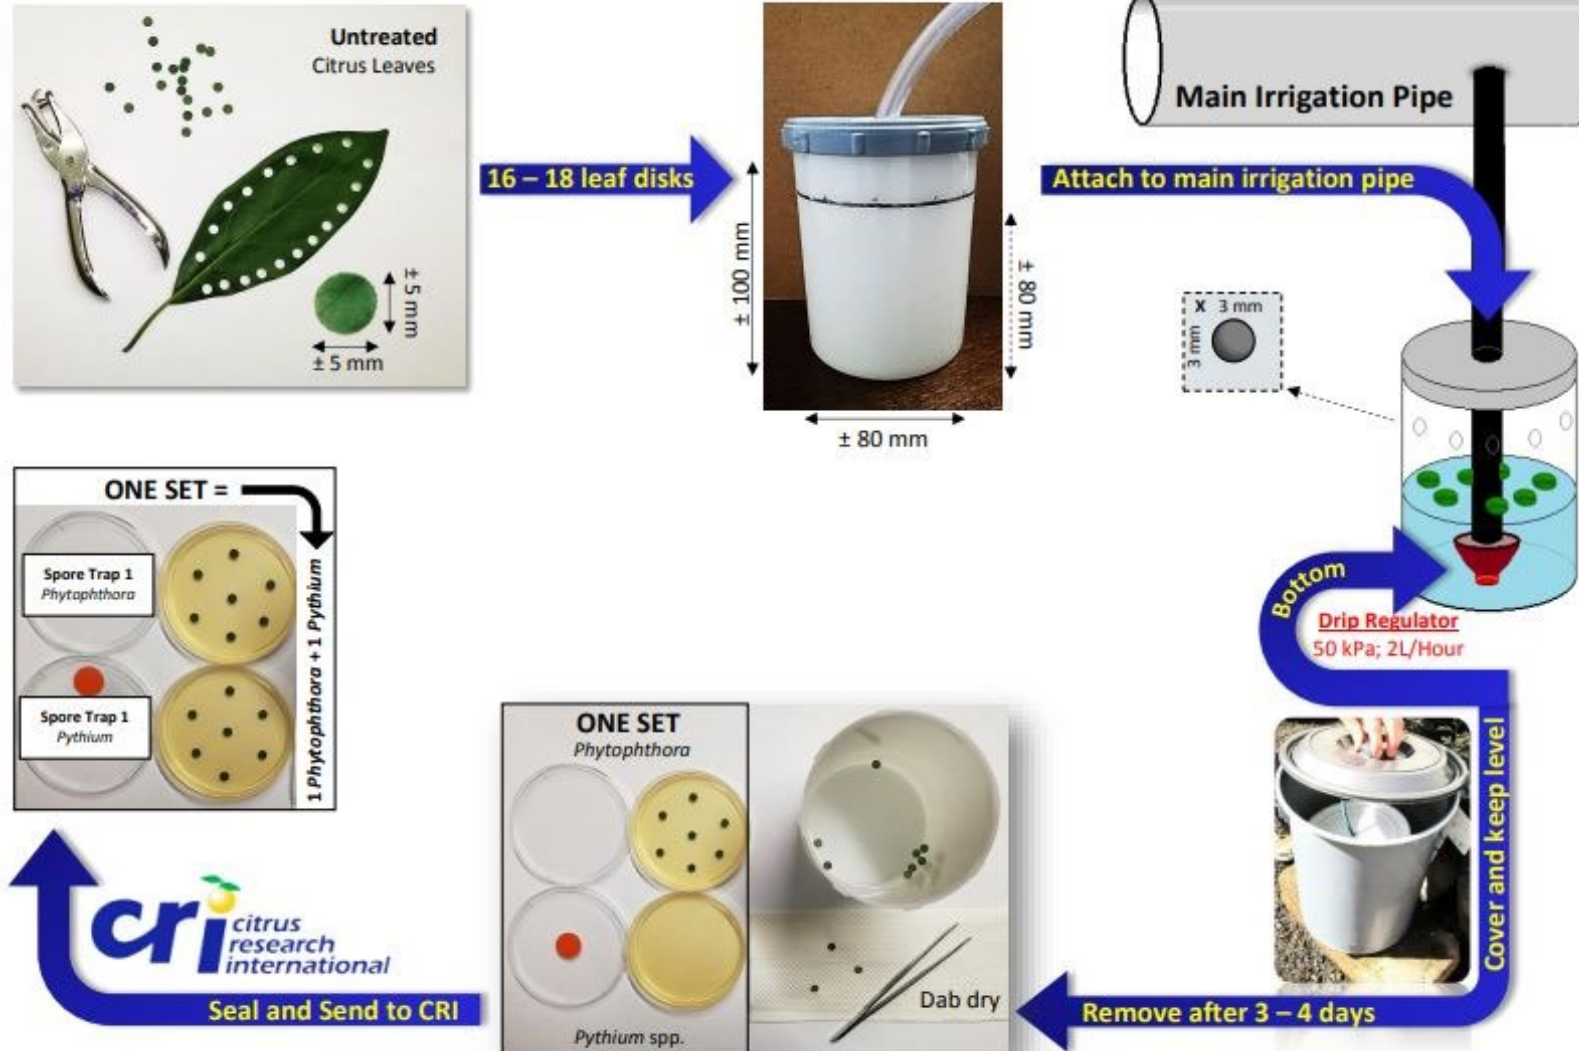 Untreated
Citrus Leaves
± 5 mm
± 5 mm
16 – 18 leaf disks
± 100 mm
± 80 mm
± 80 mm
Attach to main irrigation pipe
Main Irrigation Pipe
X 3 mm
3 mm
Bottom
Drip Regulator
50 kPa; 2L/Hour
Cover and keep level
Remove after 3 – 4 days
ONE SET
Phytophthora
Pythium spp.
Dab dry
Seal and Send to CRI
cri
citrus
research
international
ONE SET =
1 Phytophthora + 1 Pythium
Spore Trap 1
Phytaphthora
Spore Trap 1
Pythium